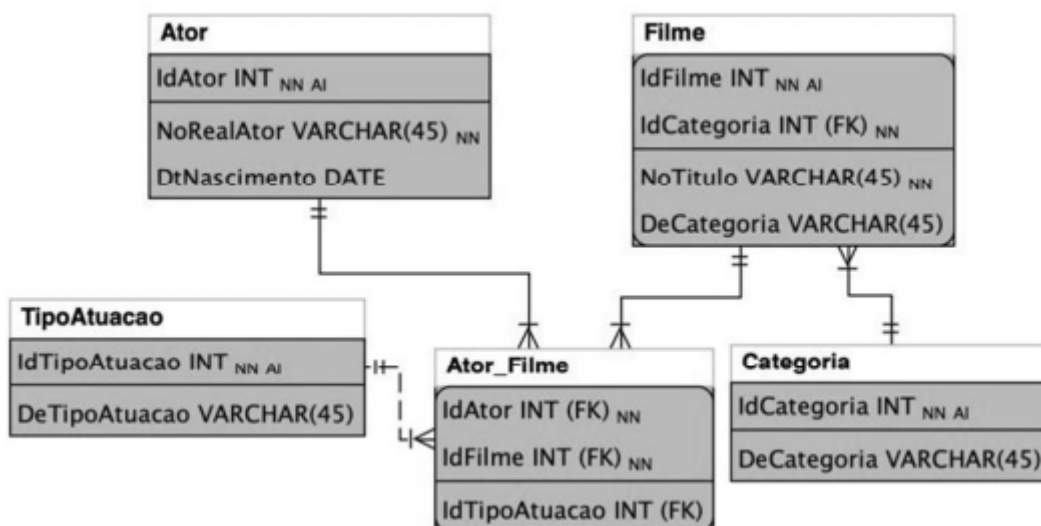 Ator
IdAtor INT NN AI
NoRealAtor VARCHAR(45) NN
DtNascimento DATE
Filme
IdFilme INT NN AI
IdCategoria INT (FK) NN
NoTitulo VARCHAR(45) NN
DeCategoria VARCHAR(45)
TipoAtuacao
IdTipoAtuacao INT NN AI
DeTipoAtuacao VARCHAR(45)
Ator_Filme
IdAtor INT (FK) NN
IdFilme INT (FK) NN
IdTipoAtuacao INT (FK)
Categoria
IdCategoria INT NN AI
DeCategoria VARCHAR(45)